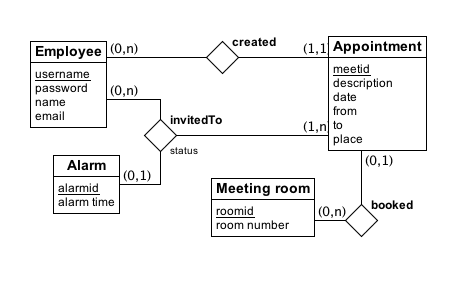 Employee
username
password
name
email
(0,n)
created
(1,1
Appointment
meetid
description
date
from
to
place
(0,n)
invitedTo
status
(1,n
Alarm
alarmid
alarm time
(0,1)
(0,1)
Meeting room
roomid
room number
(0,n)
booked